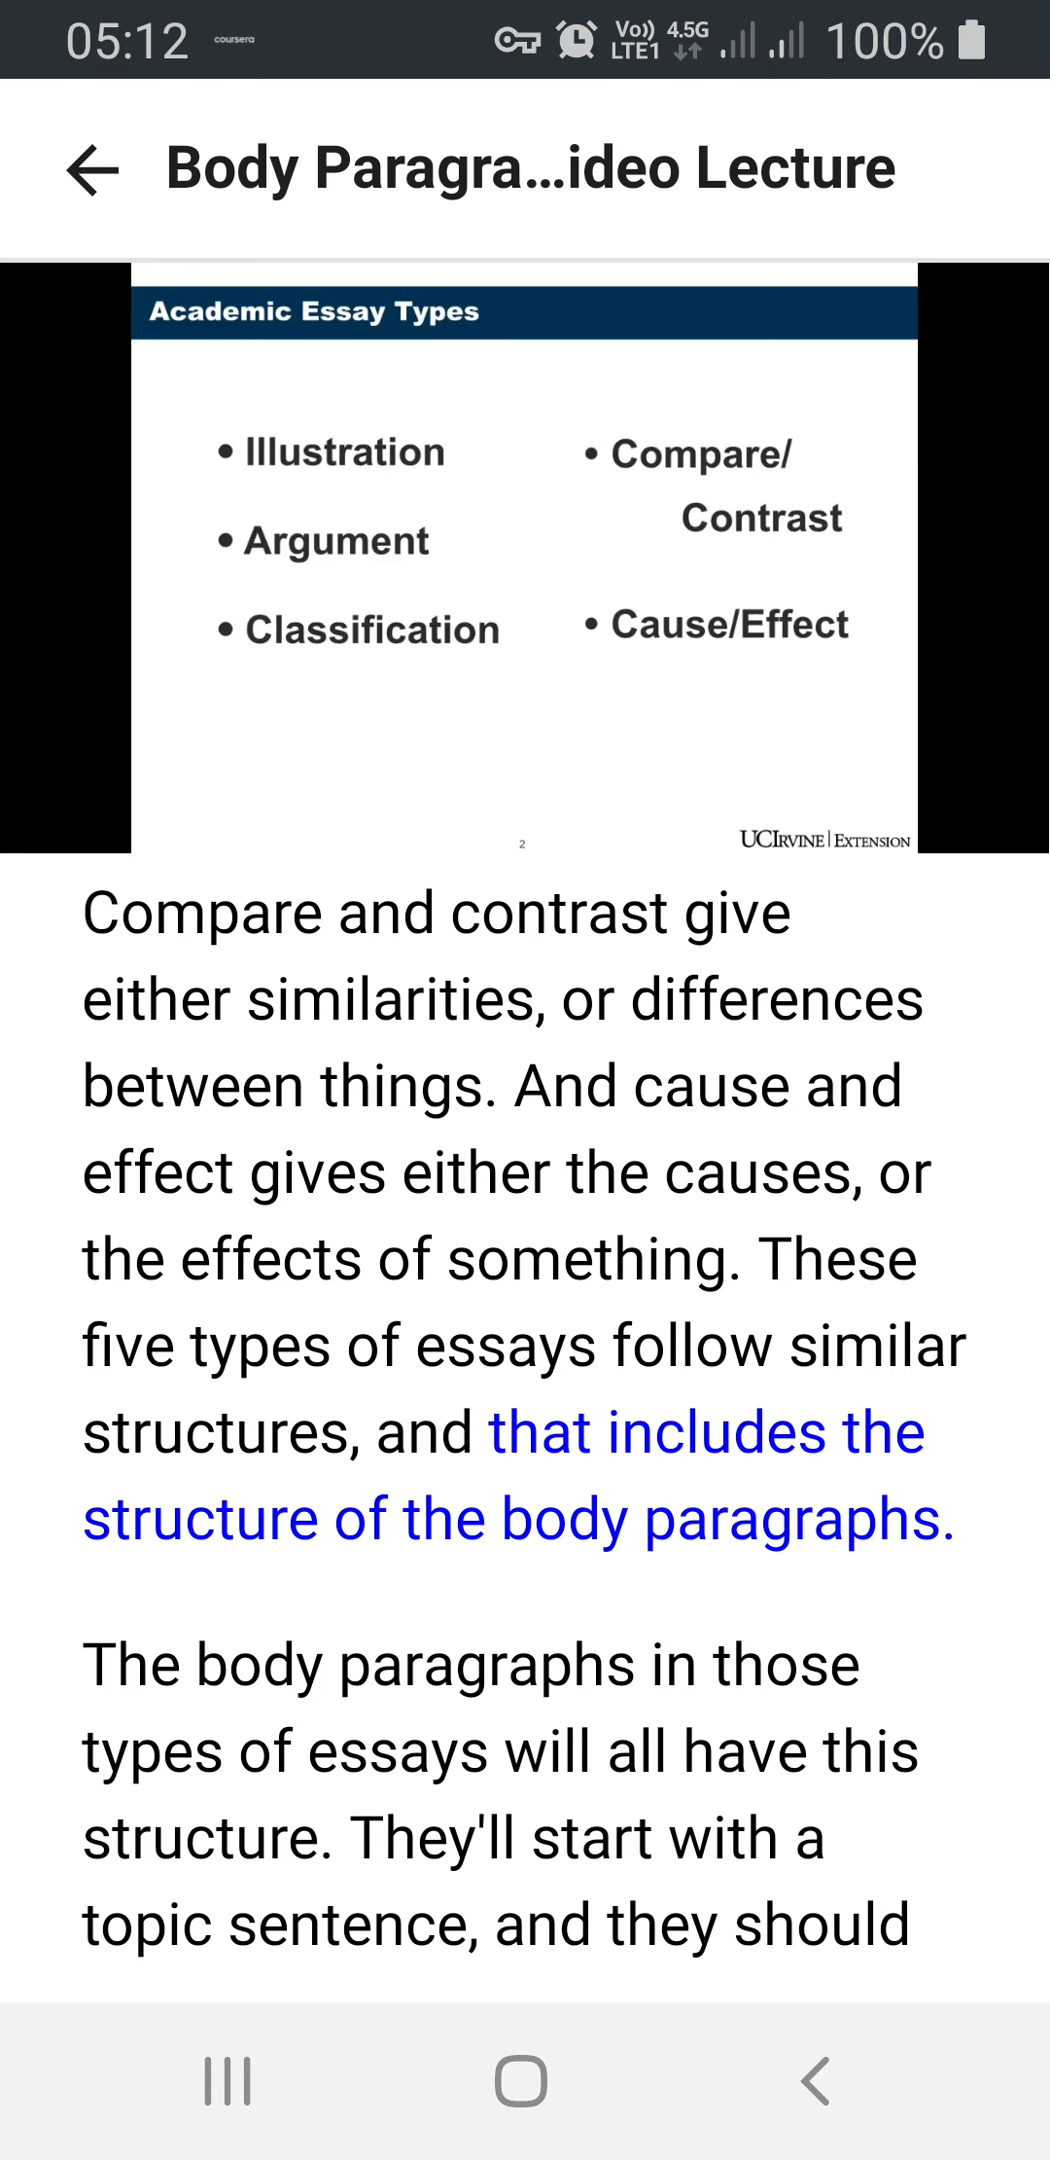 05:12 coursera Vo)) LTE1 4.5G 100%
Body Paragra...ideo Lecture
Academic Essay Types
• Illustration
• Argument
• Classification
• Compare/
Contrast
• Cause/Effect
2
UCIRVINE | EXTENSION
Compare and contrast give
either similarities, or differences
between things. And cause and
effect gives either the causes, or
the effects of something. These
five types of essays follow similar
structures, and that includes the
structure of the body paragraphs.
The body paragraphs in those
types of essays will all have this
structure. They'll start with a
topic sentence, and they should